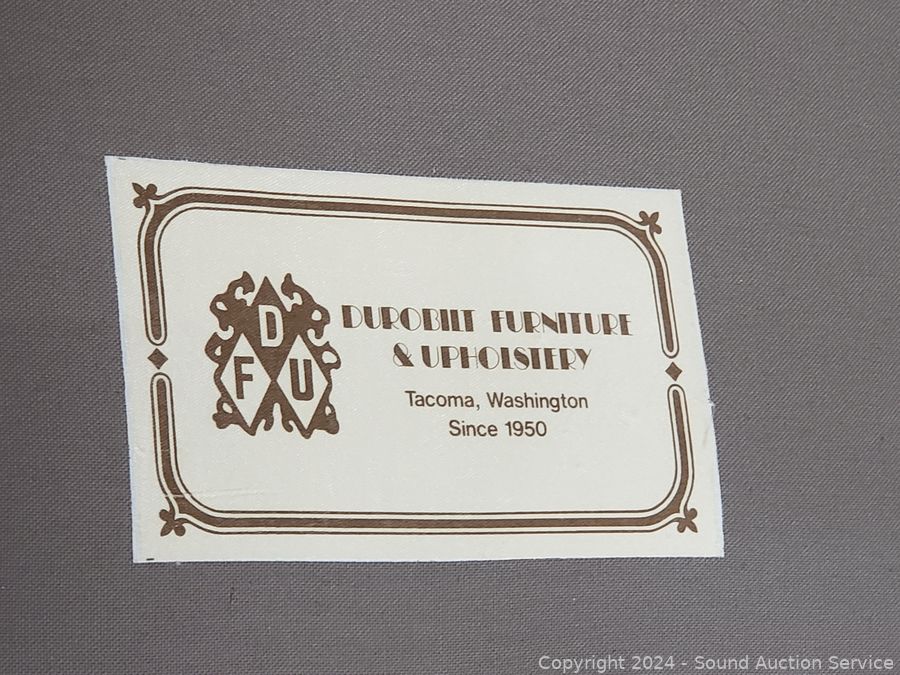 D
F U
DUROBILT FURNITURE
& UPHOLSTERY
Tacoma, Washington
Since 1950
Copyright 2024 - Sound Auction Service